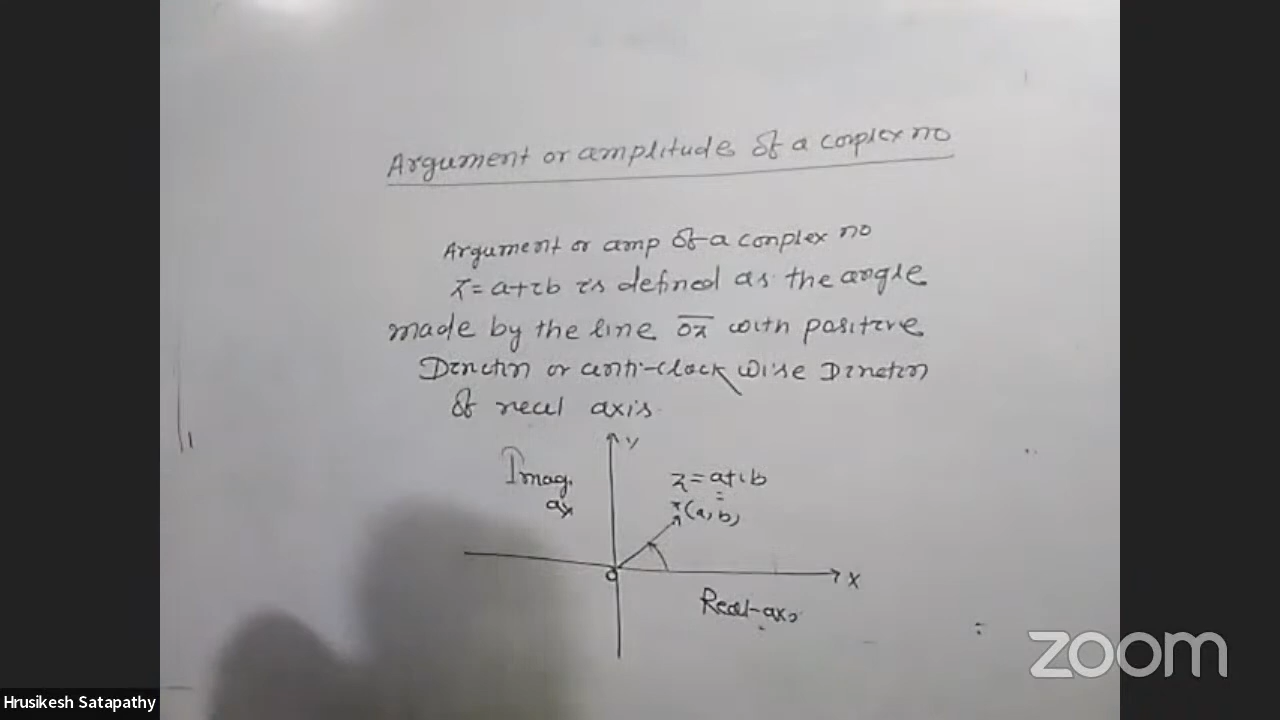 Argument or amplitude of a complex no
Argument or amp of a complex no
z = a+ib is defined as the angle
made by the line oz with positive
Direction or anti-clock wise Direction
of real axis.
Y
Imag.
ax
z = a+ib
z(a, b)
O
X
Real-axis
zoom
Hrusikesh Satapathy